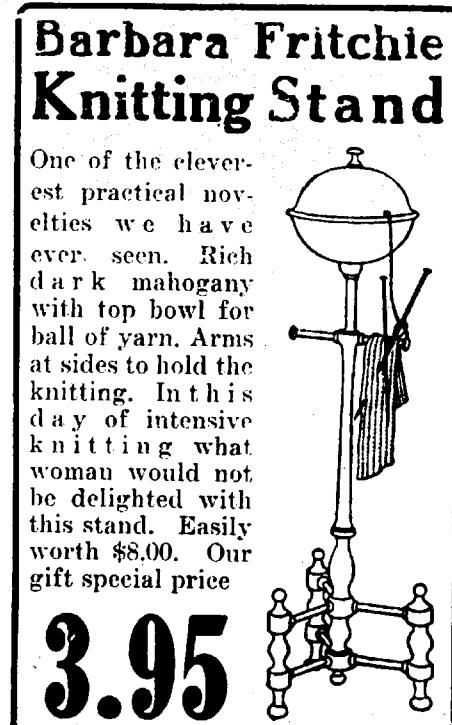 Barbara Fritchie
Knitting Stand
One of the clever-
est practical nov-
elties we have
ever seen. Rich
dark mahogany
with top bowl for
ball of yarn. Arms
at sides to hold the
knitting. In this
day of intensive
knitting what
woman would not
be delighted with
this stand. Easily
worth $8.00. Our
gift special price
3.95